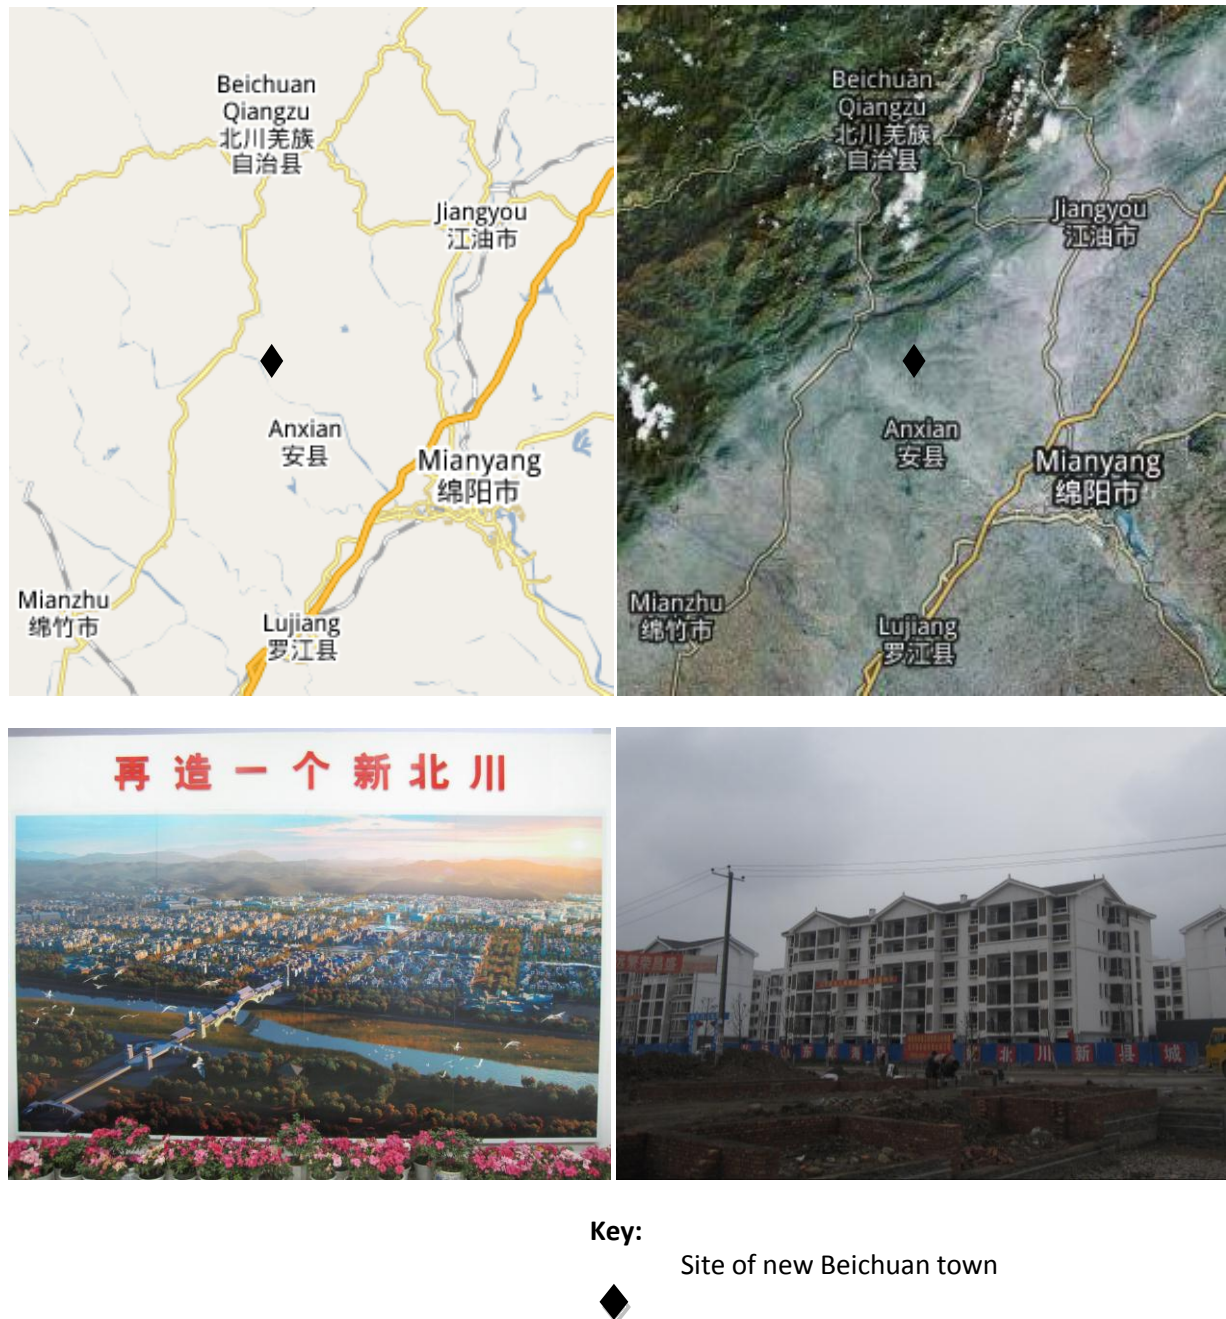 Beichuan
Qiangzu
北川羌族
自治县
Jiangyou
江油市
Anxian
安县
Mianyang
绵阳市
Mianzhu
绵竹市
Lujiang
罗江县
Beichuan
Qiangzu
北川羌族
自治县
Jiangyou
江油市
Anxian
安县
Mianyang
绵阳市
Mianzhu
绵竹市
Lujiang
罗江县
再造一个新北川
北川新县城
Key:
Site of new Beichuan town